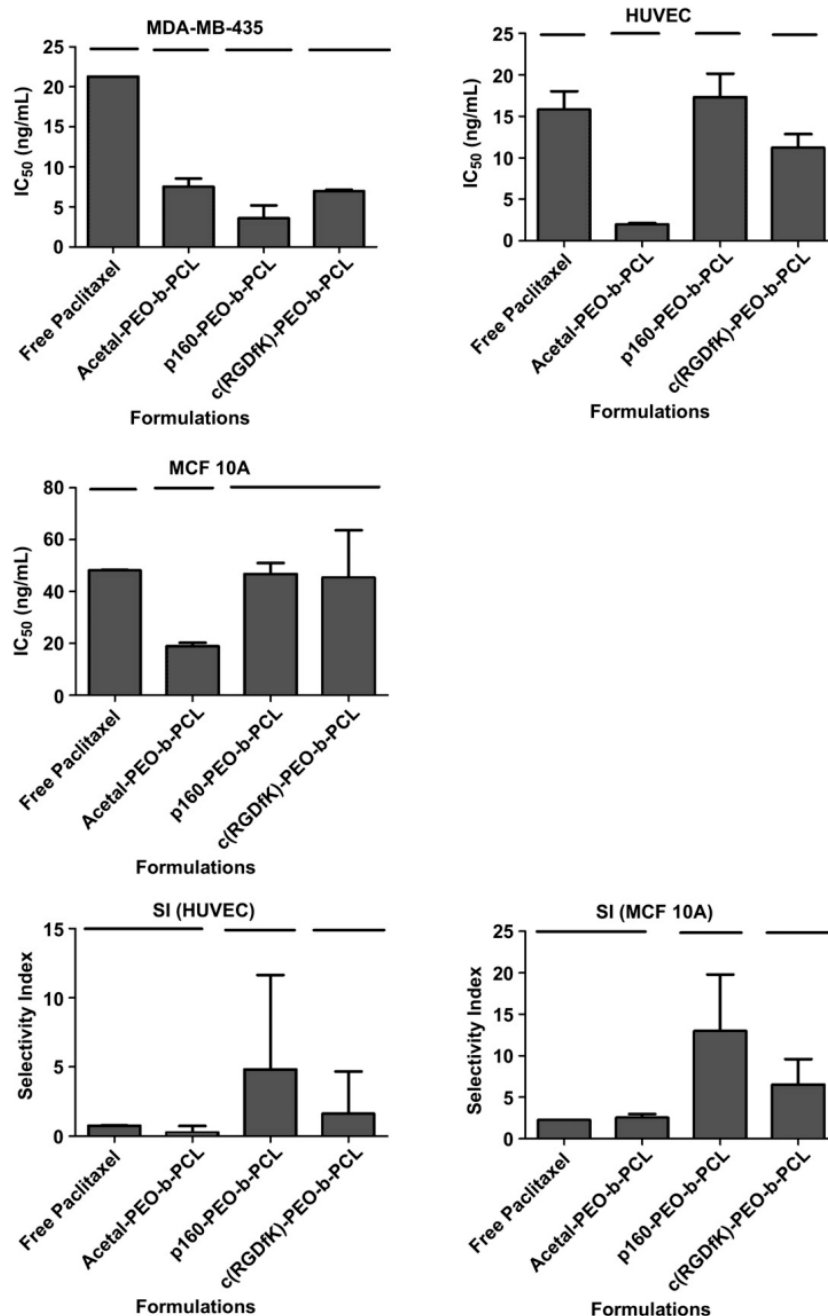 MDA-MB-435
25
20
15
10
5
0
IC50 (ng/mL)
Free Paclitaxel
Acetal-PEO-b-PCL
p160-PEO-b-PCL
c(RGDfK)-PEO-b-PCL
Formulations
HUVEC
25
20
15
10
5
0
IC50 (ng/mL)
Free Paclitaxel
Acetal-PEO-b-PCL
p160-PEO-b-PCL
c(RGDfK)-PEO-b-PCL
Formulations
MCF 10A
80
60
40
20
0
IC50 (ng/mL)
Free Paclitaxel
Acetal-PEO-b-PCL
p160-PEO-b-PCL
c(RGDfK)-PEO-b-PCL
Formulations
SI (HUVEC)
15
10
5
0
Selectivity Index
Free Paclitaxel
Acetal-PEO-b-PCL
p160-PEO-b-PCL
c(RGDfK)-PEO-b-PCL
Formulations
SI (MCF 10A)
25
20
15
10
5
0
Selectivity Index
Free Paclitaxel
Acetal-PEO-b-PCL
p160-PEO-b-PCL
c(RGDfK)-PEO-b-PCL
Formulations